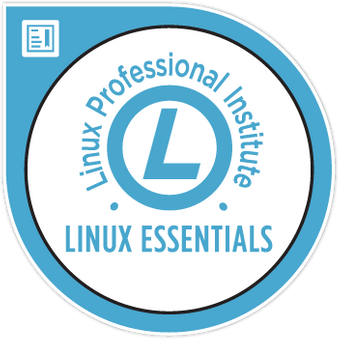 Linux Professional Institute
L
LINUX ESSENTIALS